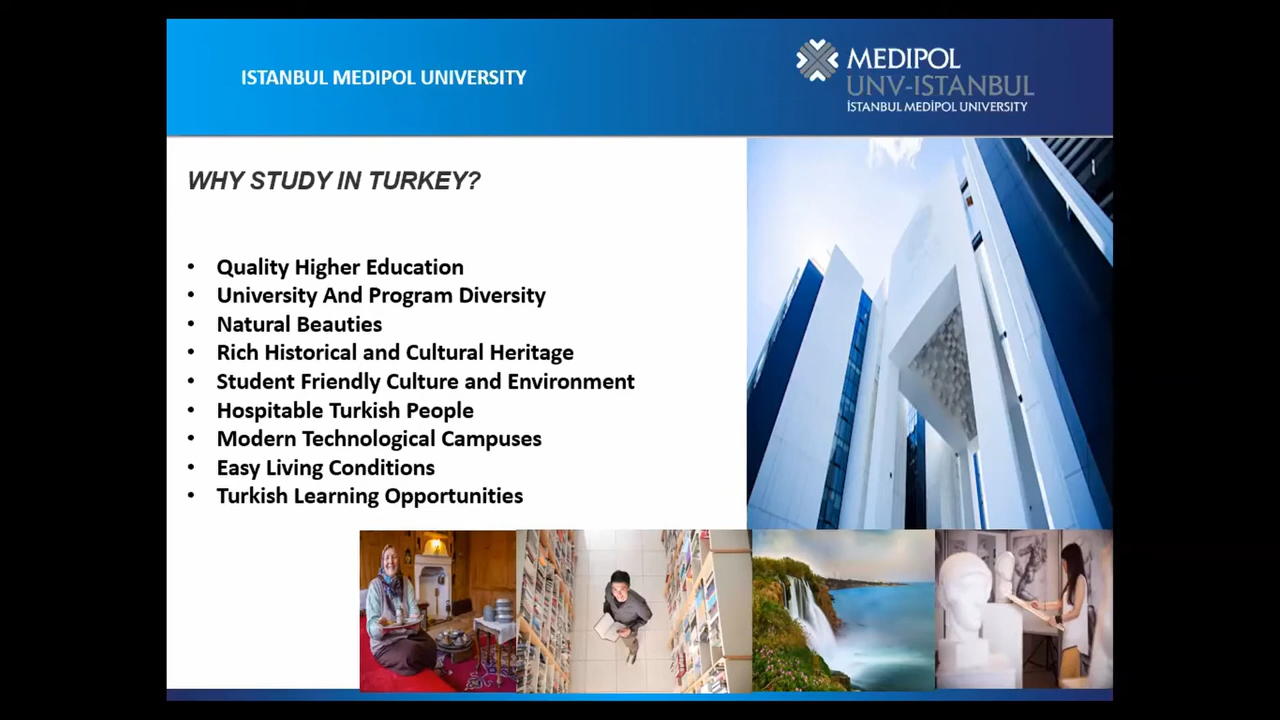 ISTANBUL MEDIPOL UNIVERSITY
MEDIPOL
UNV-ISTANBUL
İSTANBUL MEDİPOL UNIVERSITY
WHY STUDY IN TURKEY?
• Quality Higher Education
• University And Program Diversity
• Natural Beauties
• Rich Historical and Cultural Heritage
• Student Friendly Culture and Environment
• Hospitable Turkish People
• Modern Technological Campuses
• Easy Living Conditions
• Turkish Learning Opportunities